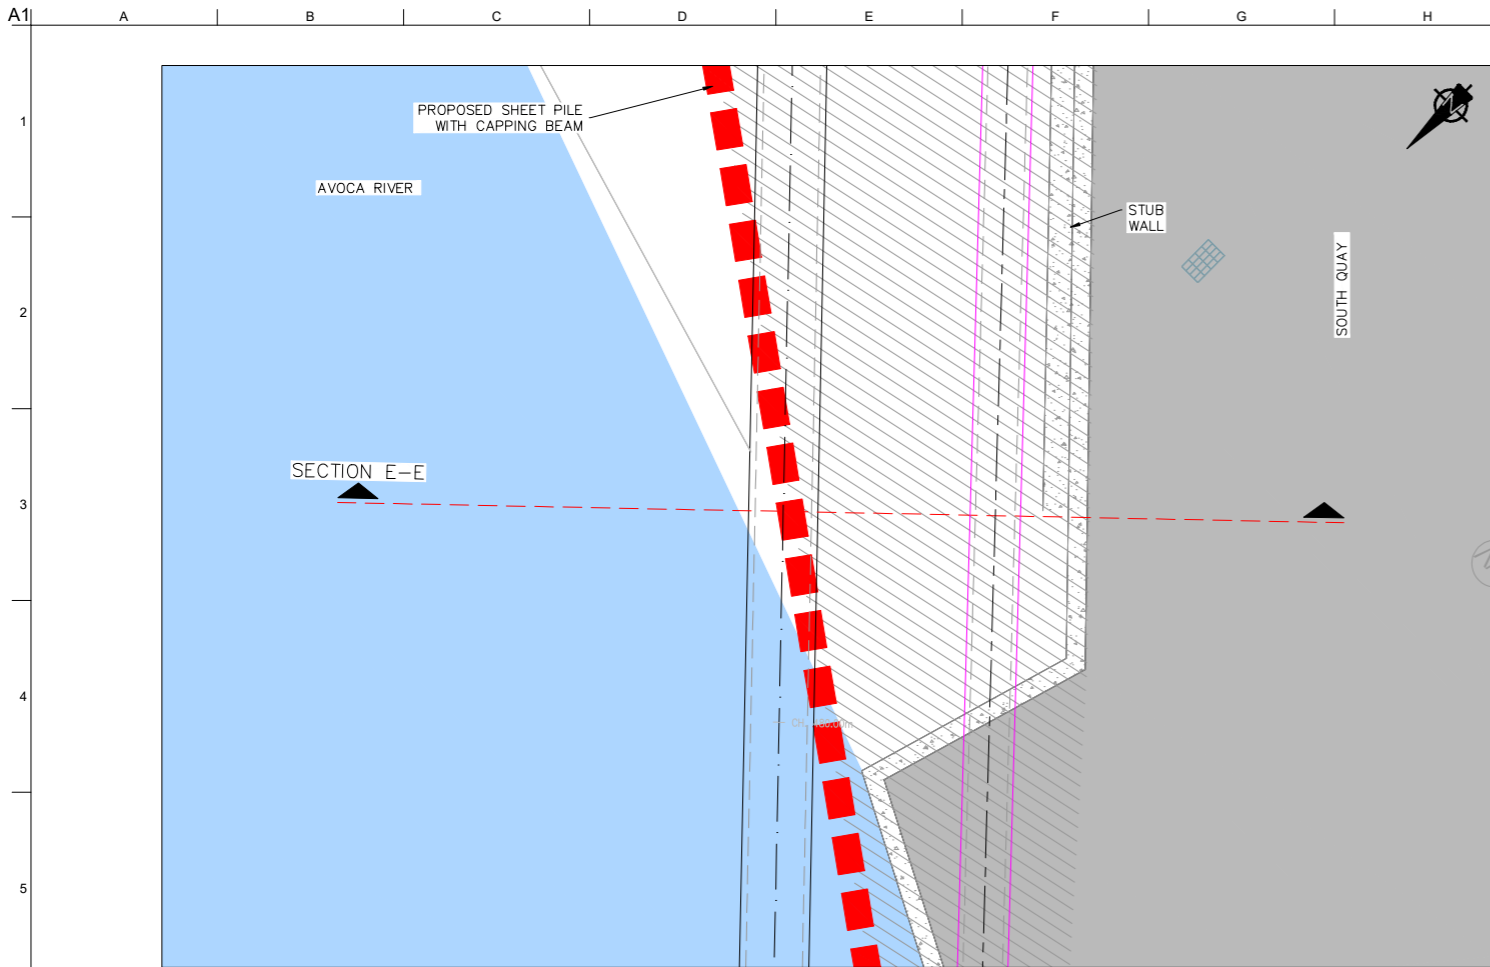 A1
A B C D E F G H
1
PROPOSED SHEET PILE
WITH CAPPING BEAM
N
AVOCA RIVER
STUB
WALL
2
SOUTH QUAY
SECTION E-E
3
4
5